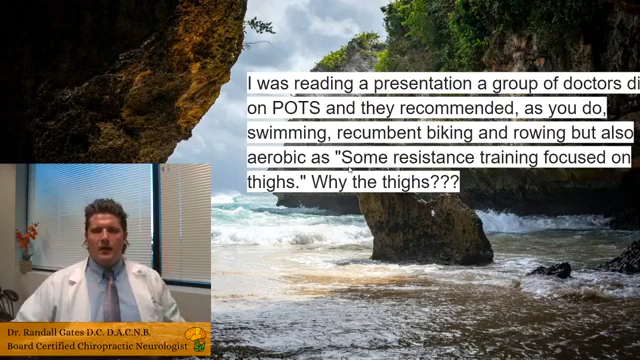 I was reading a presentation a group of doctors di
on POTS and they recommended, as you do,
swimming, recumbent biking and rowing but also
aerobic as "Some resistance training focused on
thighs." Why the thighs???
Dr. Randall Gates D.C. D.A.C.N.B.
Board Certified Chiropractic Neurologist